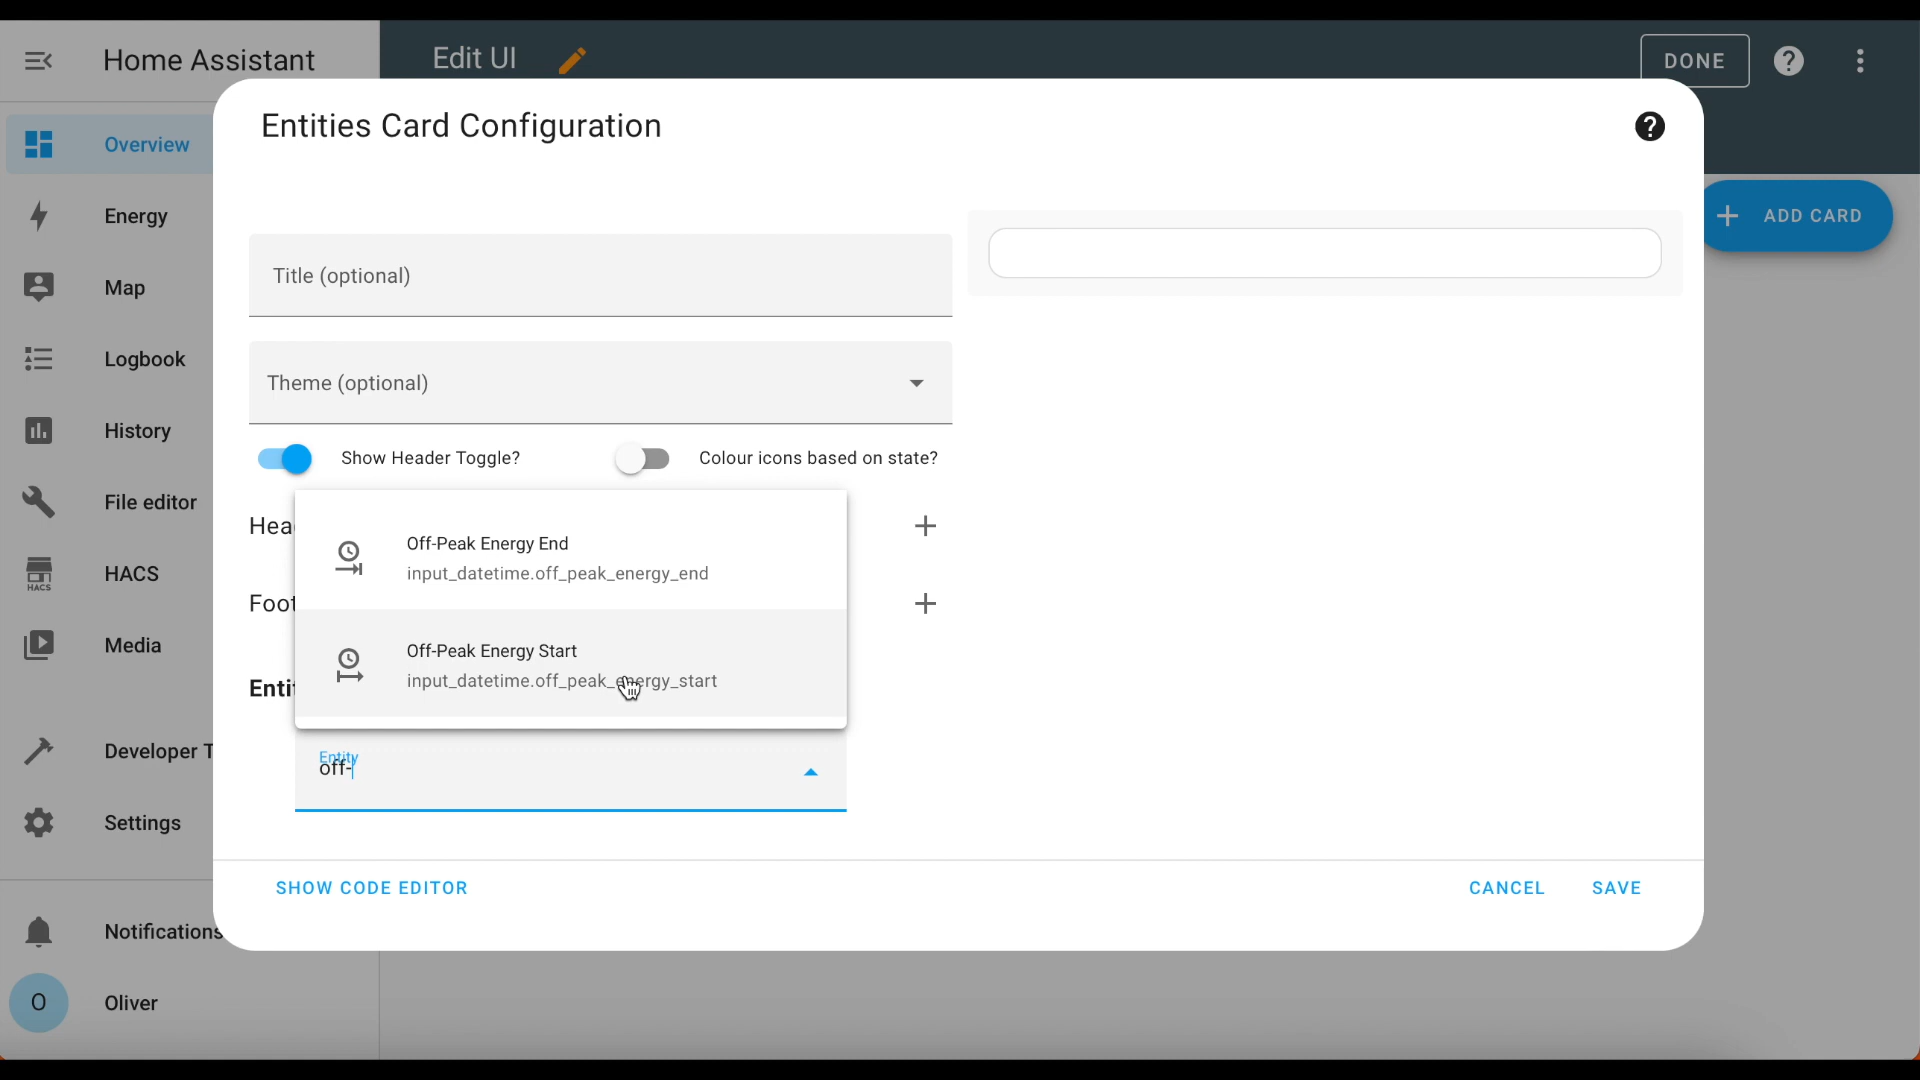 Home Assistant
Edit UI
DONE
Entities Card Configuration
Overview
ADD CARD
Energy
Title (optional)
Map
Logbook
Theme (optional)
History
Show Header Toggle?
Colour icons based on state?
File editor
Hea
Off-Peak Energy End
input_datetime.off_peak_energy_end
HACS
HACS
Foot
Media
Off-Peak Energy Start
input_datetime.off_peak_energy_start
Entit
Developer T
Entity
off-
Settings
SHOW CODE EDITOR
CANCEL
SAVE
Notifications
O
Oliver